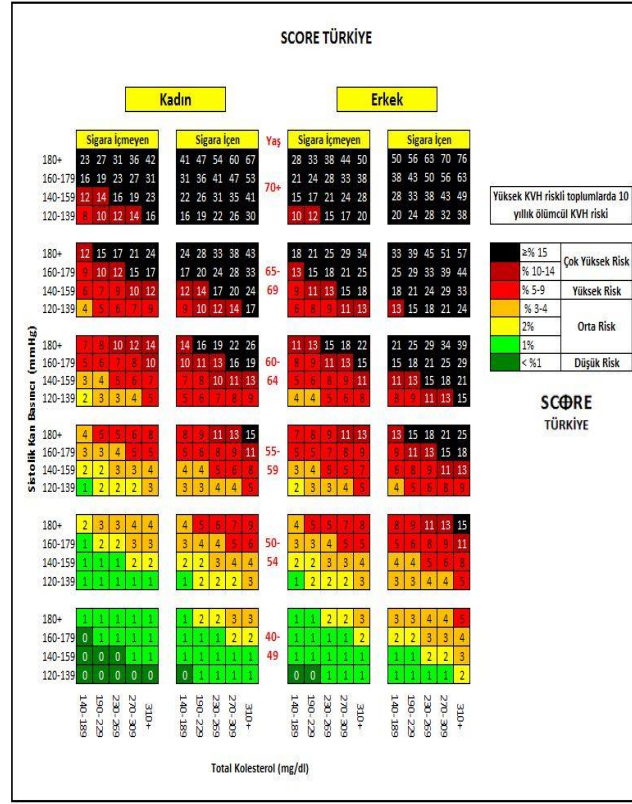 SCORE TÜRKİYE
Kadın Erkek
Sigara İçmeyen Sigara İçen Yaş Sigara İçmeyen Sigara İçen
180+ 23 27 31 36 42 41 47 54 60 67 28 33 38 44 50 50 56 63 70 76
160-179 16 19 23 27 31 31 36 41 47 53 21 24 28 33 38 38 43 50 56 63
70+
140-159 12 14 16 19 23 22 26 31 35 41 15 17 21 24 28 28 33 38 43 49
120-139 8 10 12 14 16 16 19 22 26 30 10 12 15 17 20 20 24 28 32 38
Yüksek KVH riskli toplumlarda 10
yıllık ölümcül KVH riski
≥% 15
% 10-14
Çok Yüksek Risk
% 5-9 Yüksek Risk
% 3-4
2%
1%
Orta Risk
< %1 Düşük Risk
SCORE
TÜRKİYE
180+ 12 15 17 21 24 24 28 33 38 43 18 21 25 29 34 33 39 45 51 57
160-179 9 10 12 15 17 17 20 24 28 33 65- 13 15 18 21 25 25 29 33 39 44
140-159 6 7 8 10 12 12 14 17 20 24 69 9 11 13 15 18 18 21 24 29 33
120-139 4 5 6 7 9 9 10 12 14 17 6 8 9 11 13 13 15 18 21 24
180+ 7 8 10 12 14 14 16 19 22 26 11 13 15 18 22 21 25 29 34 39
160-179 5 6 7 8 10 10 11 13 16 19 60- 8 9 11 13 15 15 18 21 25 29
140-159 3 4 5 6 7 7 8 10 11 13 64 5 6 8 9 11 11 13 15 18 21
120-139 2 3 3 4 5 5 6 7 8 9 4 4 5 6 8 8 9 11 13 15
180+ 4 5 5 6 8 8 9 11 13 15 7 8 9 11 13 13 15 18 21 25
160-179 3 3 4 5 5 5 6 8 9 11 55- 5 5 7 8 9 9 11 13 15 18
140-159 2 2 3 3 4 4 4 5 6 8 59 3 4 5 5 7 6 8 9 11 13
120-139 1 2 2 2 3 3 3 4 4 5 2 3 3 4 5 4 5 6 8 9
180+ 2 3 3 4 4 4 5 6 7 9 4 5 5 7 8 8 9 11 13 15
160-179 1 2 2 3 3 3 4 4 5 6 50- 3 3 4 5 5 5 6 8 9 11
140-159 1 1 1 2 2 2 2 3 4 4 54 2 2 3 3 4 4 4 5 6 8
120-139 1 1 1 1 1 1 2 2 2 3 1 2 2 2 3 3 3 4 4 5
180+ 1 1 1 1 1 1 2 2 3 3 1 1 2 2 3 3 3 4 4 5
160-179 0 1 1 1 1 1 1 1 2 2 40- 1 1 1 1 2 2 2 3 3 4
140-159 0 0 0 1 1 1 1 1 1 1 49 1 1 1 1 1 1 1 2 2 3
120-139 0 0 0 0 0 0 1 1 1 1 0 0 1 1 1 1 1 1 1 2
Sistolik Kan Basıncı (mmHg)
140-189 190-229 230-269 270-309 310+ 140-189 190-229 230-269 270-309 310+ 140-189 190-229 230-269 270-309 310+ 140-189 190-229 230-269 270-309 310+
Total Kolesterol (mg/dl)